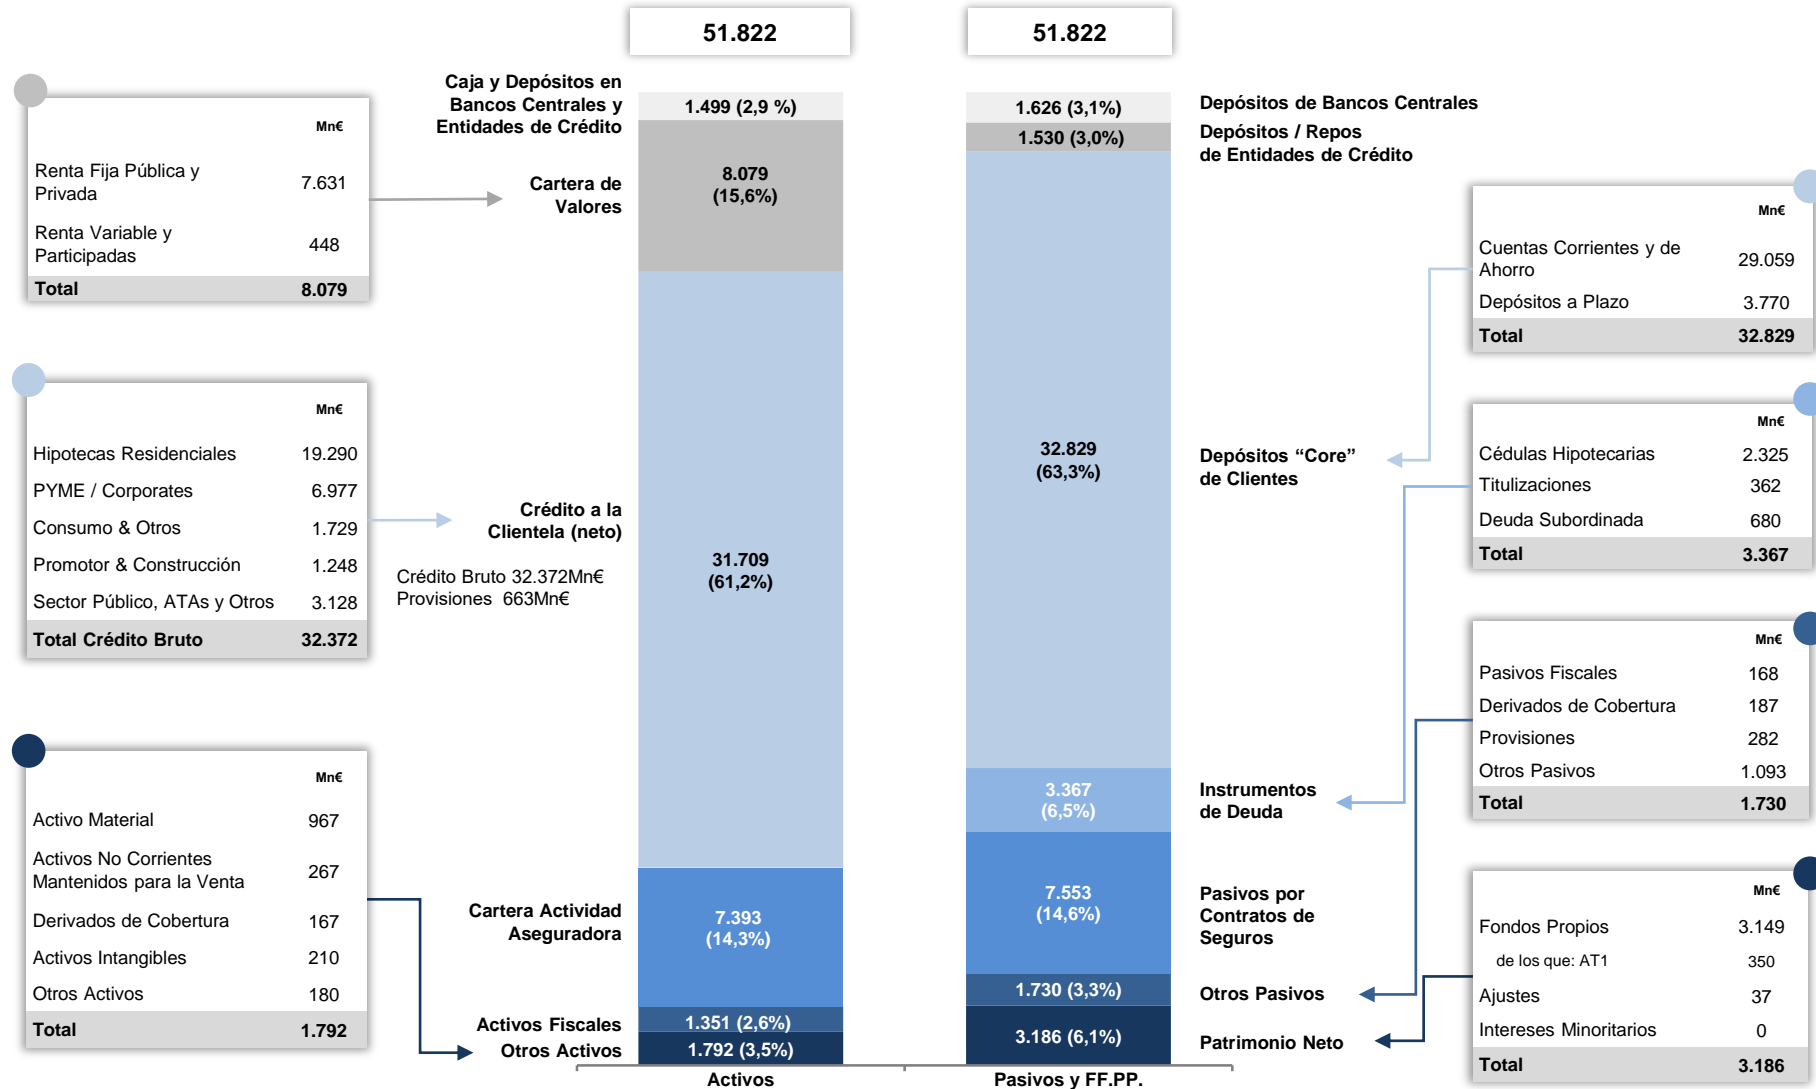 51.822
51.822
Mn€
Renta Fija Pública y
Privada
7.631
Renta Variable y
Participadas
448
Total 8.079
Mn€
Hipotecas Residenciales 19.290
PYME / Corporates 6.977
Consumo & Otros 1.729
Promotor & Construcción 1.248
Sector Público, ATAs y Otros 3.128
Total Crédito Bruto 32.372
Mn€
Activo Material 967
Activos No Corrientes
Mantenidos para la Venta
267
Derivados de Cobertura 167
Activos Intangibles 210
Otros Activos 180
Total 1.792
Caja y Depósitos en
Bancos Centrales y
Entidades de Crédito
Cartera de
Valores
Crédito a la
Clientela (neto)
Crédito Bruto 32.372Mn€
Provisiones 663Mn€
Cartera Actividad
Aseguradora
Activos Fiscales
Otros Activos
1.499 (2,9 %)
8.079
(15,6%)
31.709
(61,2%)
7.393
(14,3%)
1.351 (2,6%)
1.792 (3,5%)
Activos
1.626 (3,1%)
1.530 (3,0%)
32.829
(63,3%)
3.367
(6,5%)
7.553
(14,6%)
1.730 (3,3%)
3.186 (6,1%)
Pasivos y FF.PP.
Depósitos de Bancos Centrales
Depósitos / Repos
de Entidades de Crédito
Depósitos “Core”
de Clientes
Instrumentos
de Deuda
Pasivos por
Contratos de
Seguros
Otros Pasivos
Patrimonio Neto
Mn€
Cuentas Corrientes y de
Ahorro
29.059
Depósitos a Plazo 3.770
Total 32.829
Mn€
Cédulas Hipotecarias 2.325
Titulizaciones 362
Deuda Subordinada 680
Total 3.367
Mn€
Pasivos Fiscales 168
Derivados de Cobertura 187
Provisiones 282
Otros Pasivos 1.093
Total 1.730
Mn€
Fondos Propios 3.149
de los que: AT1 350
Ajustes 37
Intereses Minoritarios 0
Total 3.186